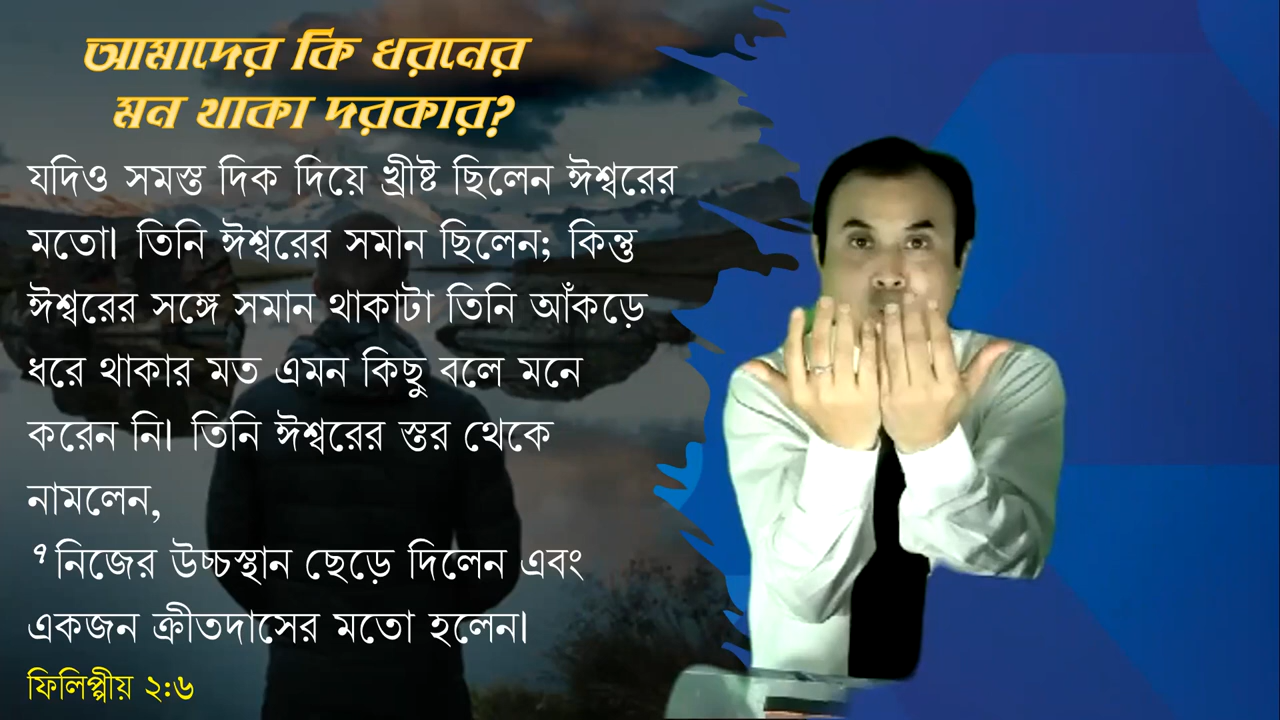 আমাদের কি ধরনের
মন থাকা দরকার?
যদিও সমস্ত দিক দিয়ে খ্রীষ্ট ছিলেন ঈশ্বরের
মতো। তিনি ঈশ্বরের সমান ছিলেন; কিন্তু
ঈশ্বরের সঙ্গে সমান থাকাটা তিনি আঁকড়ে
ধরে থাকার মত এমন কিছু বলে মনে
করেন নি। তিনি ঈশ্বরের স্তর থেকে
নামলেন,
৭ নিজের উচ্চস্থান ছেড়ে দিলেন এবং
একজন ক্রীতদাসের মতো হলেন।
ফিলিপ্পীয় ২:৬